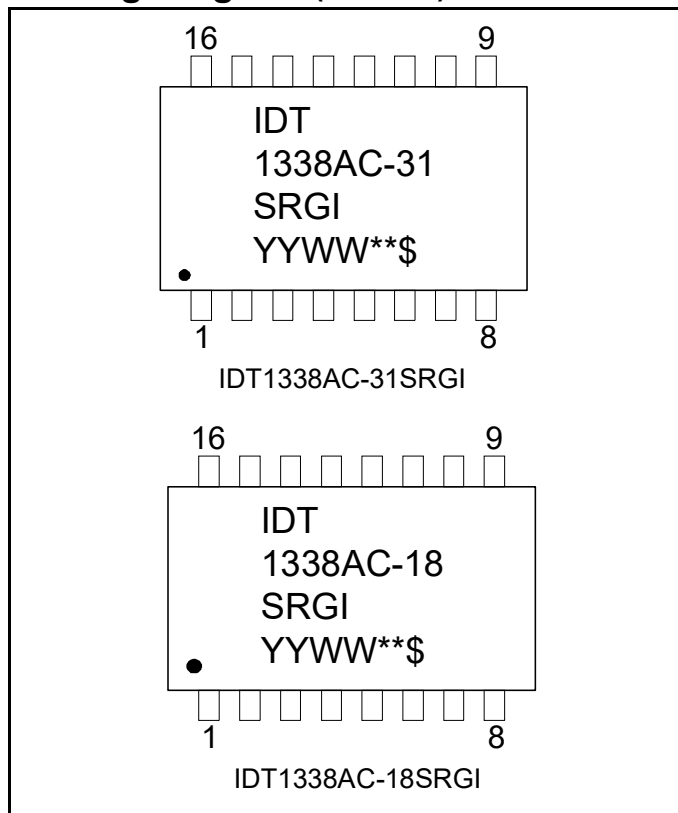 16 9
IDT
1338AC-31
SRGI
YYWW**$
1 8
IDT1338AC-31SRGI
16 9
IDT
1338AC-18
SRGI
YYWW**$
1 8
IDT1338AC-18SRGI